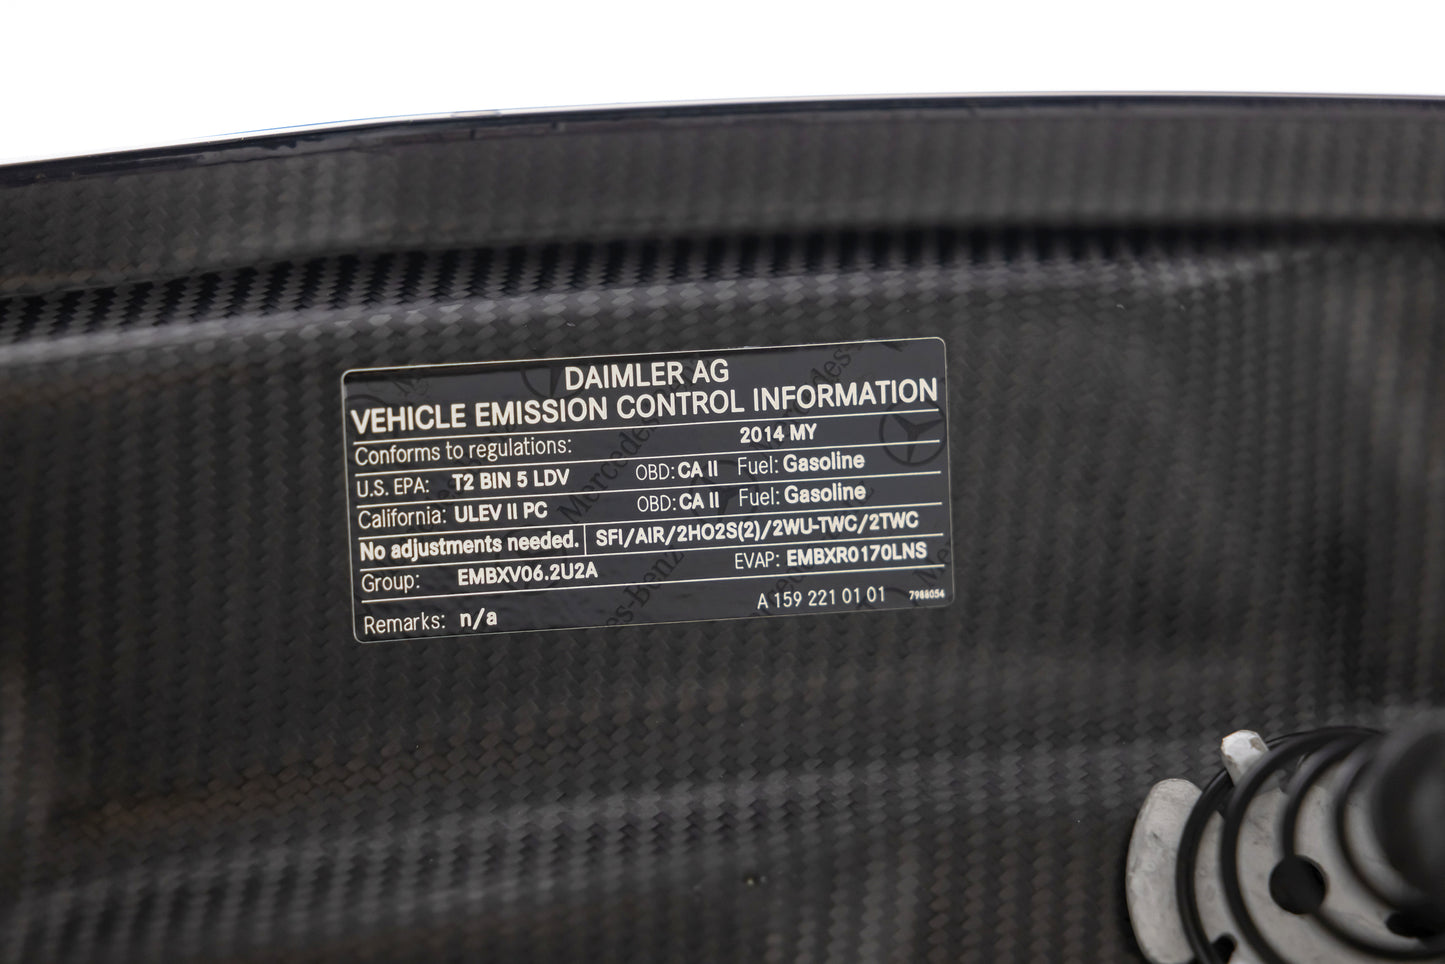 DAIMLER AG
VEHICLE EMISSION CONTROL INFORMATION
Conforms to regulations: 2014 MY
U.S. EPA: T2 BIN 5 LDV OBD: CA II Fuel: Gasoline
California: ULEV II PC OBD: CA II Fuel: Gasoline
No adjustments needed. SFI/AIR/2HO2S(2)/2WU-TWC/2TWC
Group: EMBXV06.2U2A EVAP: EMBXR0170LNS
Remarks: n/a A 159 221 01 01 7988054